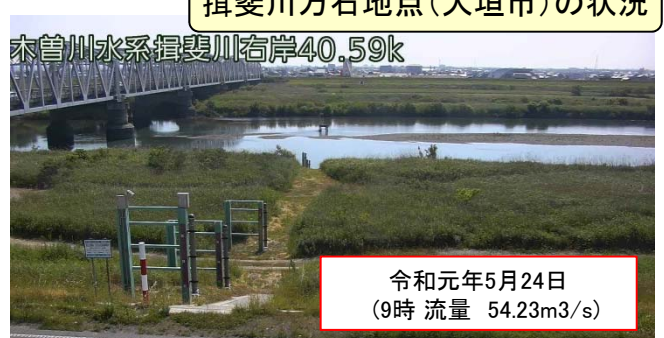 揖斐川万石地点(大垣市)の状況
木曽川水系揖斐川右岸40.59k
令和元年5月24日
(9時 流量 54.23m3/s)